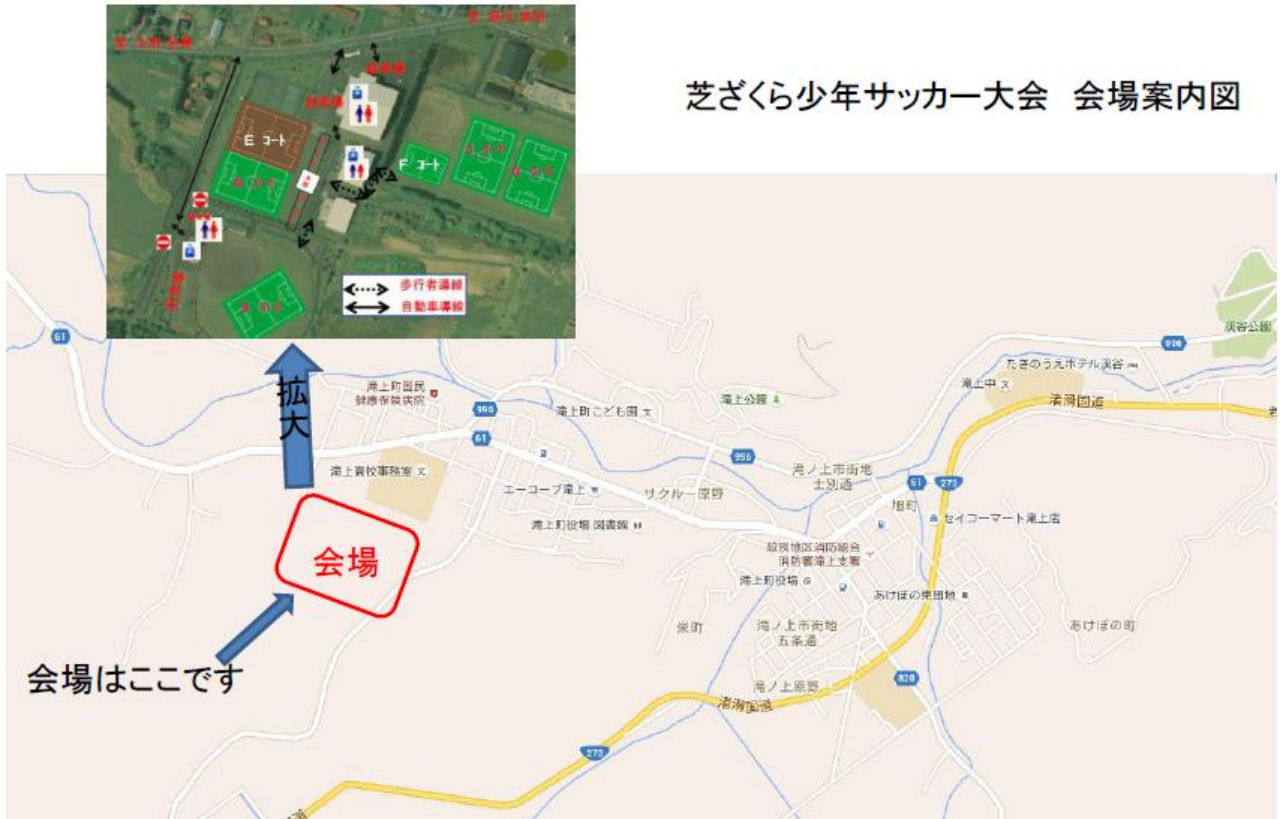 芝ざくら少年サッカー大会　会場案内図
E コート
F コート
歩行者導線
自動車導線
拡大
会場
会場はここです
61
滝上町国民
健康保険病院
996
61
滝上高校事務室
エーコープ滝上
滝上町役場 図書館
滝上町こども園
サクルー原野
滝上公園
996
滝ノ上市街地
士別通
61
273
旭町
セイコーマート滝上店
紋別地区消防組合
消防署滝上支署
滝上町役場
あけぼの東団地
栄町
滝ノ上市街地
五条通
滝ノ上原野
あけぼの町
828
渚滑国道
273
滝上中
たきのうえホテル渓谷
996
渓谷公園
渚滑国道